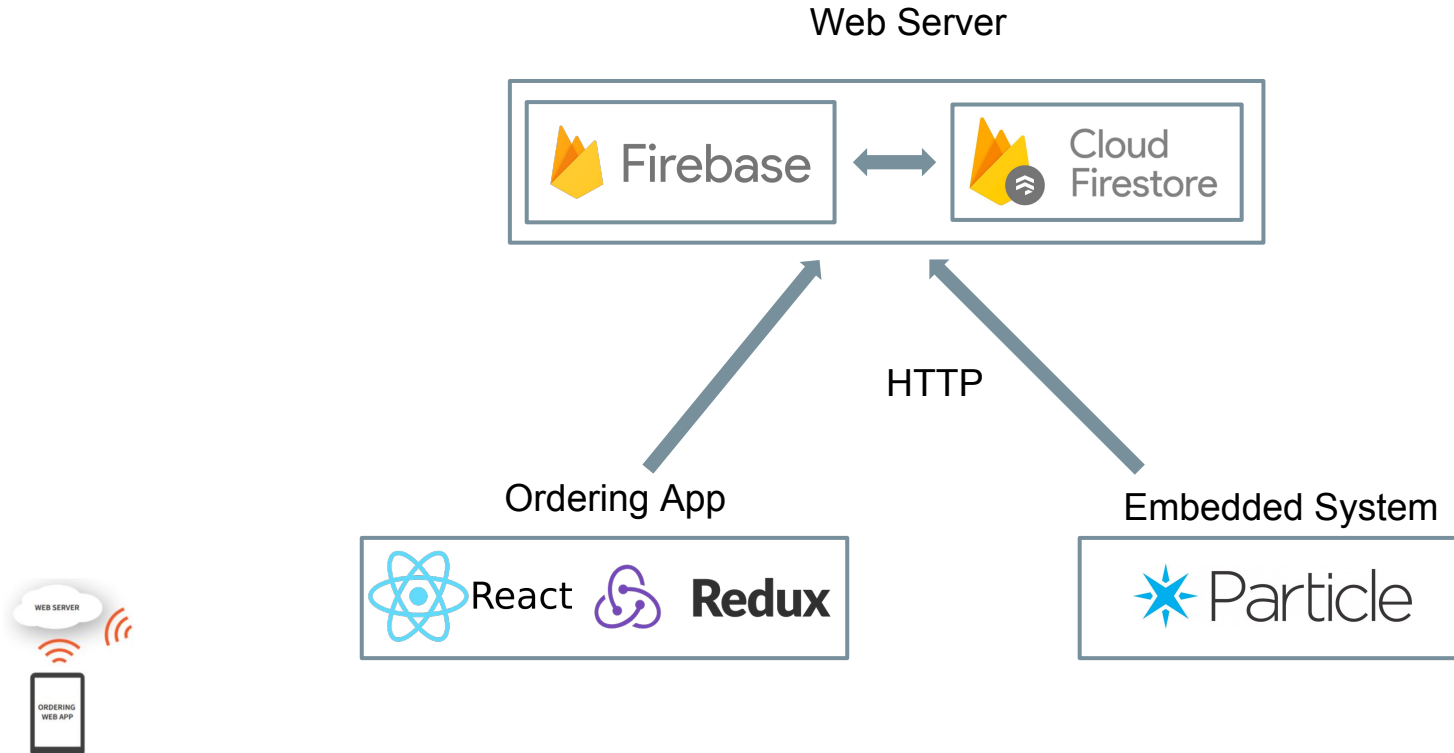 Web Server
Firebase
Cloud
Firestore
HTTP
Ordering App
Embedded System
React
Redux
Particle
WEB SERVER
ORDERING
WEB APP